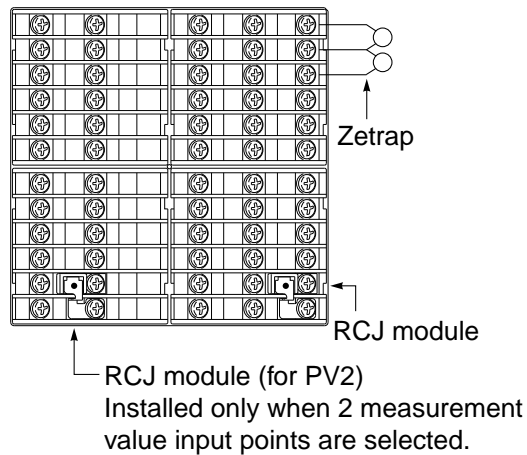 Zetrap
RCJ module
RCJ module (for PV2)
Installed only when 2 measurement
value input points are selected.